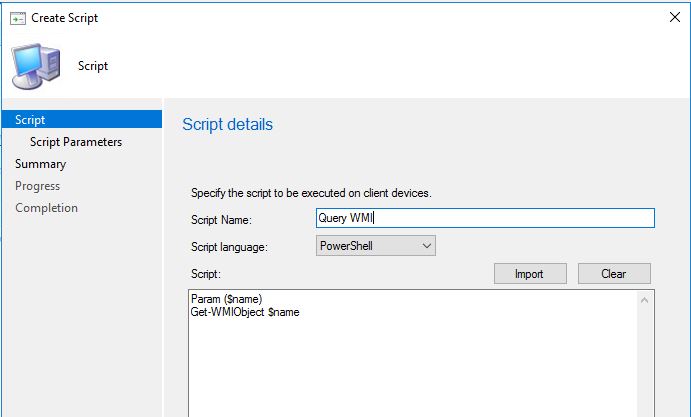 Create Script
Script
Script
Script Parameters
Summary
Progress
Completion
Script details
Specify the script to be executed on client devices.
Script Name: Query WMI
Script language: PowerShell
Script: Import Clear
Param ($name)
Get-WMIObject $name